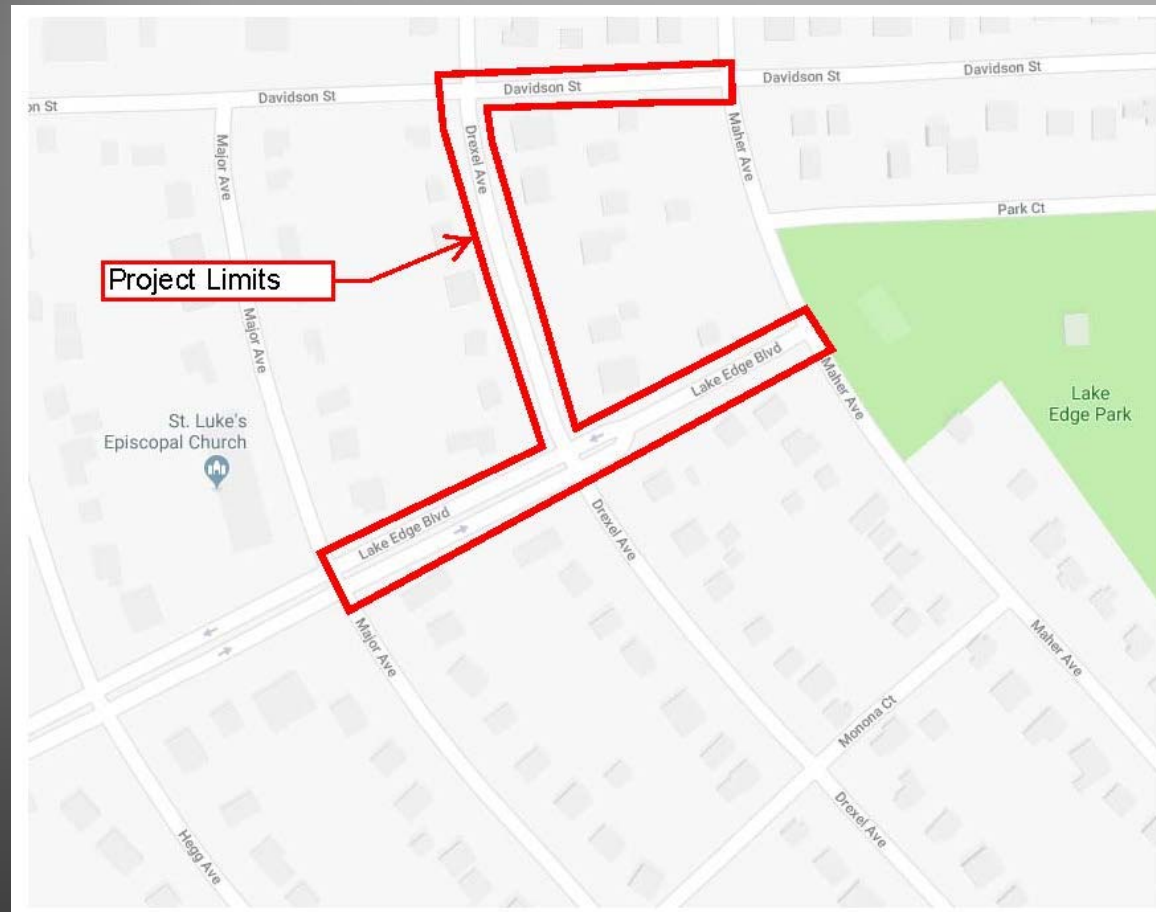 Davidson St
Davidson St
Davidson St
Davidson St
on St
Major Ave
Drexel Ave
Maher Ave
Park Ct
Project Limits
Major Ave
Lake Edge Blvd
Maher Ave
Lake
Edge Park
St. Luke's
Episcopal Church
Lake Edge Blvd
Drexel Ave
Major Ave
Maher Ave
Monona Ct
Drexel Ave
Hegg Ave